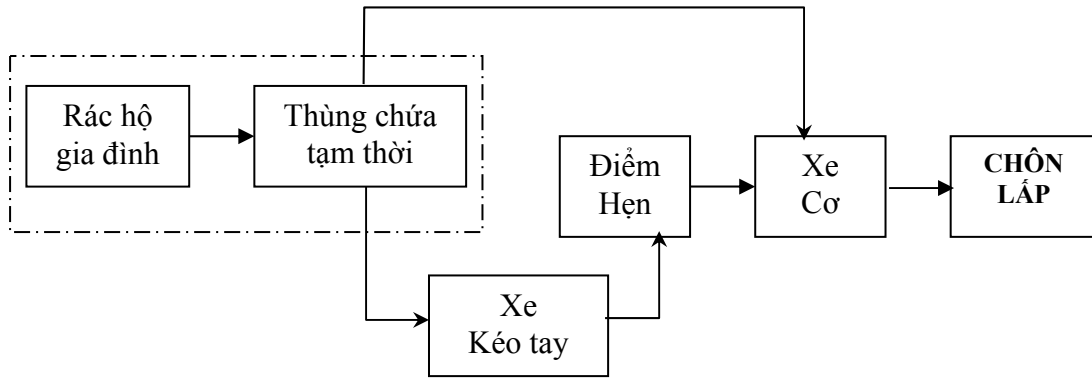 Rác hộ
gia đình
Thùng chứa
tạm thời
Điểm
Hẹn
Xe
Cơ
CHÔN
LẤP
Xe
Kéo tay